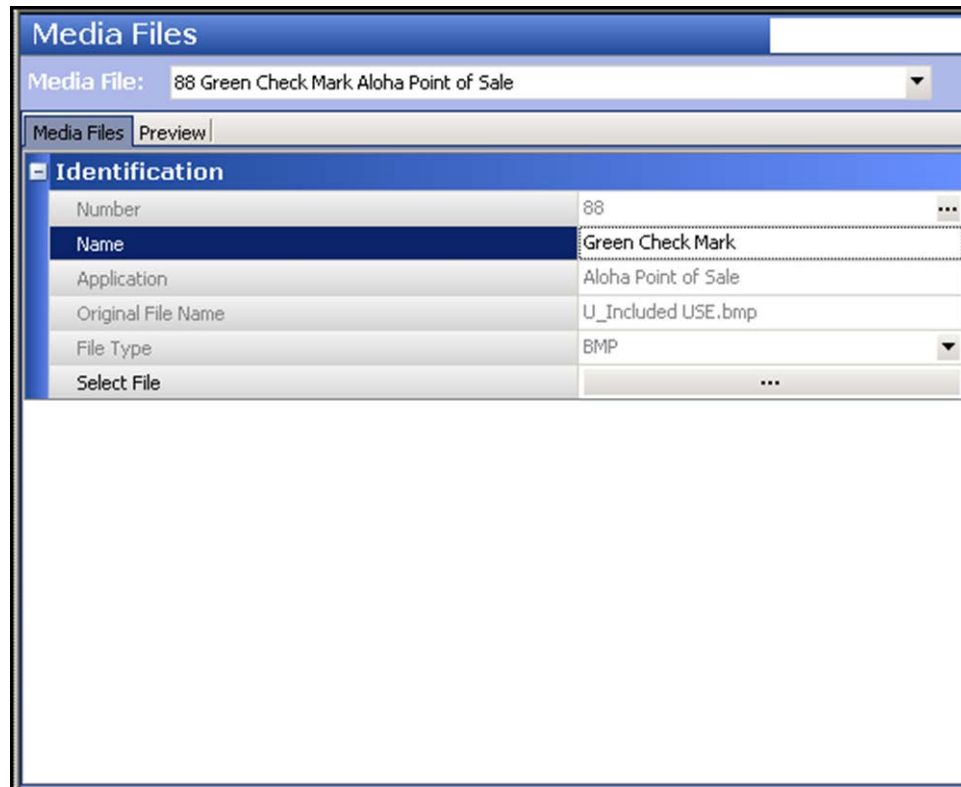 Media Files
Media File: 88 Green Check Mark Aloha Point of Sale
Media Files Preview
Identification
Number 88 ...
Name Green Check Mark
Application Aloha Point of Sale
Original File Name U_Included USE.bmp
File Type BMP
Select File ...